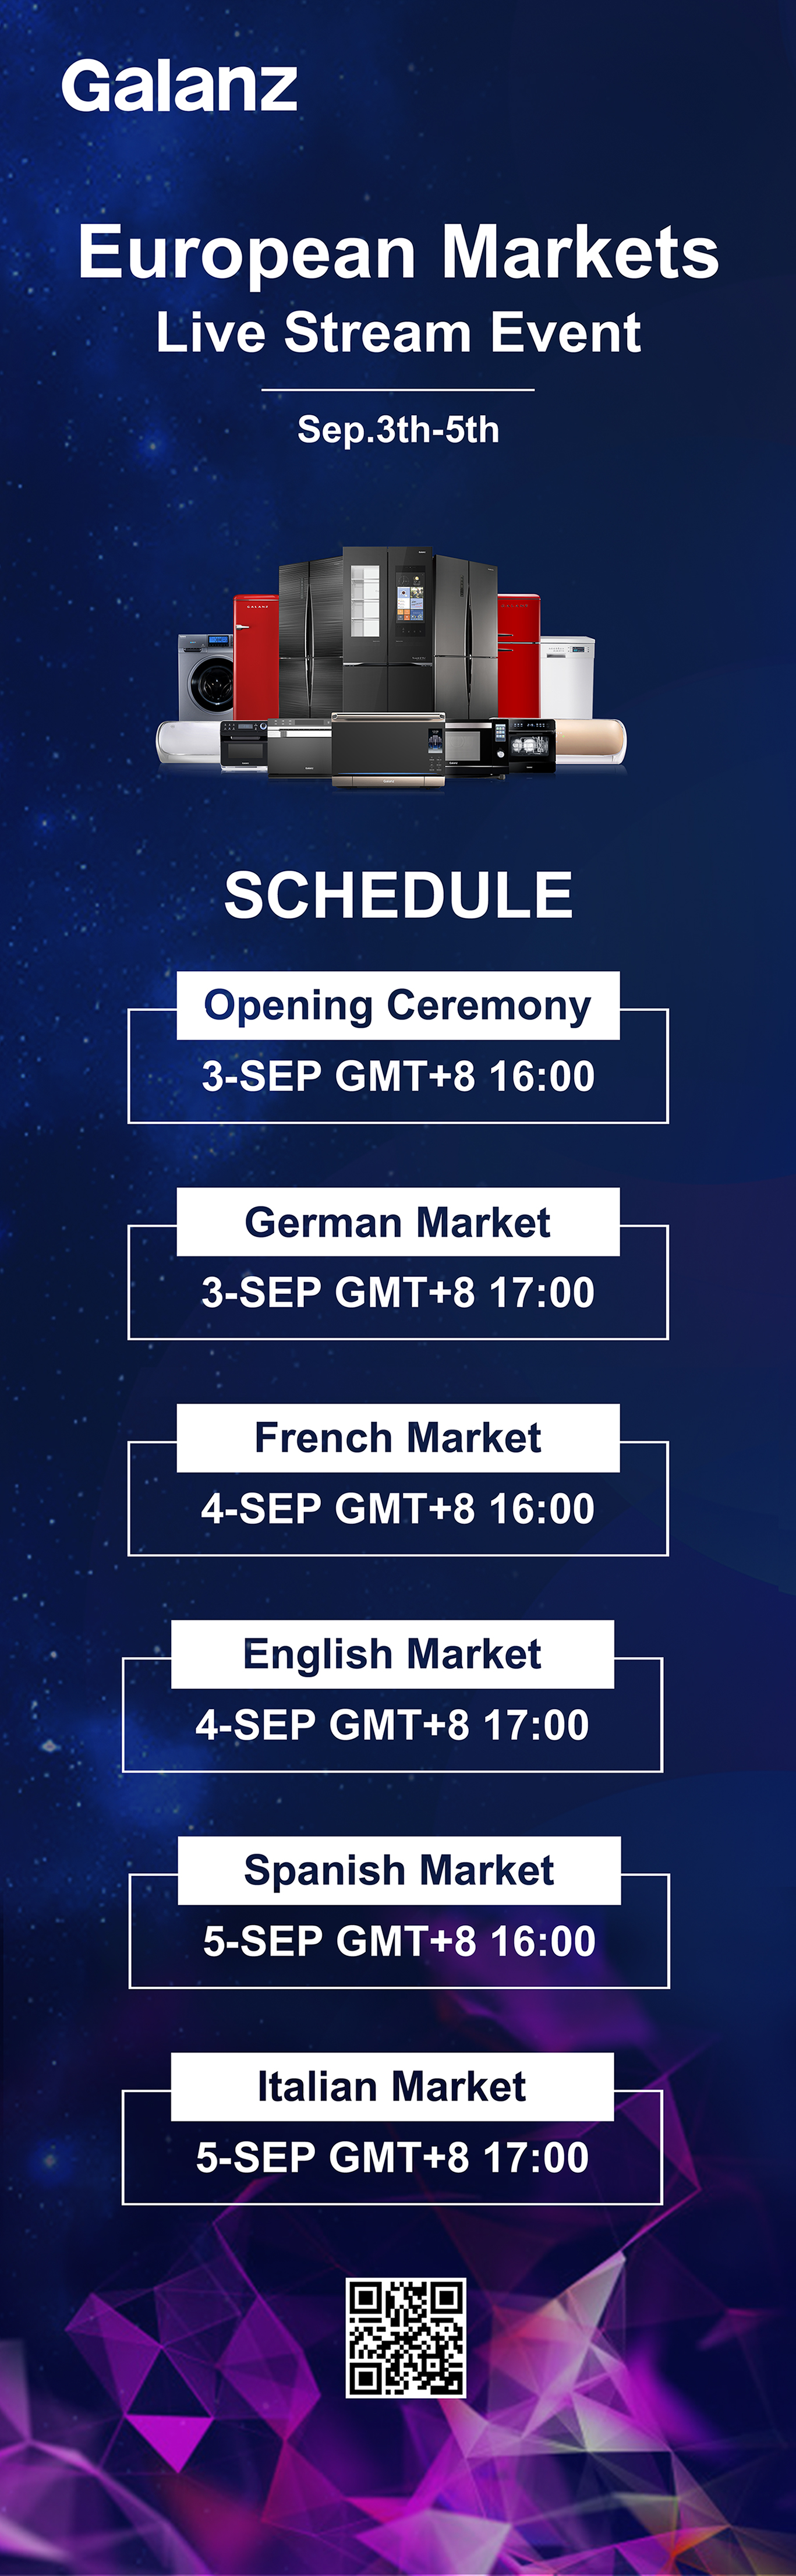 Galanz
European Markets
Live Stream Event
Sep.3th-5th
GALANZ
SCHEDULE
Opening Ceremony
3-SEP GMT+8 16:00
German Market
3-SEP GMT+8 17:00
French Market
4-SEP GMT+8 16:00
English Market
4-SEP GMT+8 17:00
Spanish Market
5-SEP GMT+8 16:00
Italian Market
5-SEP GMT+8 17:00